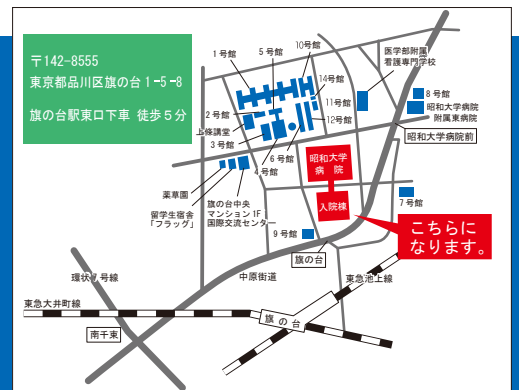 〒142-8555
東京都品川区旗の台1-5-8
旗の台駅東口下車 徒歩5分
1号館
5号館
10号館
14号館
医学部附属
看護専門学校
2号館
上條講堂
3号館
4号館
6号館
12号館
11号館
8号館
昭和大学病院
附属東病院
昭和大学病院前
昭和大学
病院
入院棟
7号館
薬草園
留学生宿舎
「フラッグ」
旗の台中央
マンション1F
国際交流センター
9号館
こちらに
なります。
旗の台
中原街道
環状7号線
東急池上線
東急大井町線
旗の台
南千束